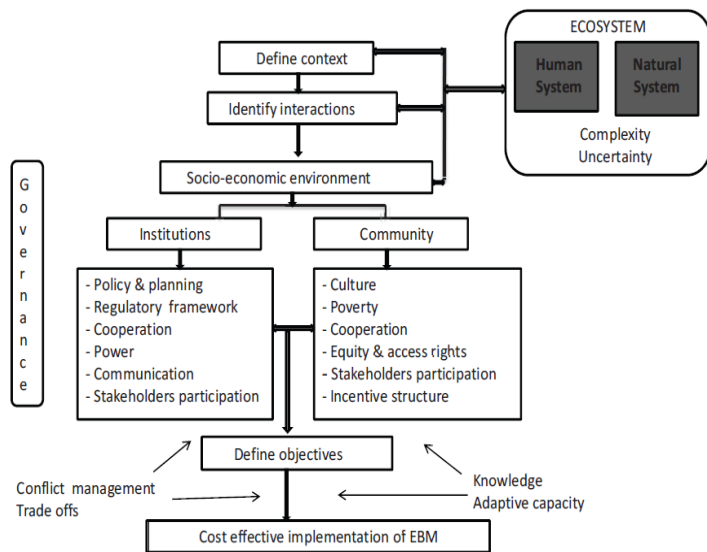 ECOSYSTEM
Human
System
Natural
System
Complexity
Uncertainty
Define context
Identify interactions
Socio-economic environment
Governance
Institutions
Community
- Policy & planning
- Regulatory framework
- Cooperation
- Power
- Communication
- Stakeholders participation
- Culture
- Poverty
- Cooperation
- Equity & access rights
- Stakeholders participation
- Incentive structure
Define objectives
Conflict management
Trade offs
Knowledge
Adaptive capacity
Cost effective implementation of EBM